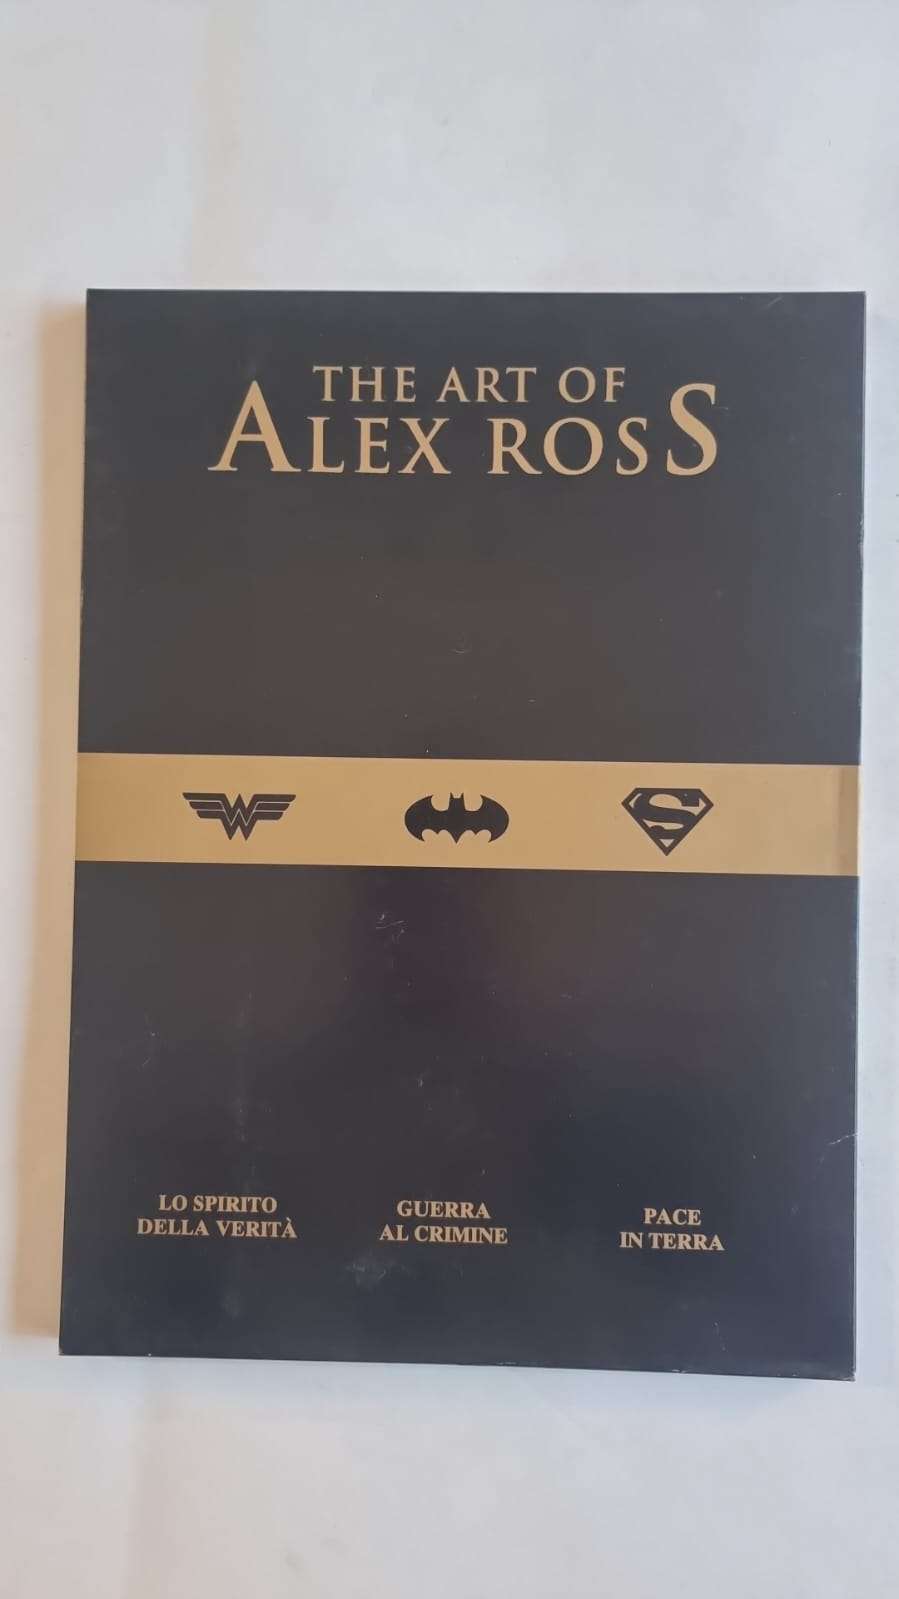 THE ART OF
ALEX ROSS
W
S
LO SPIRITO
DELLA VERITÀ
GUERRA
AL CRIMINE
PACE
IN TERRA